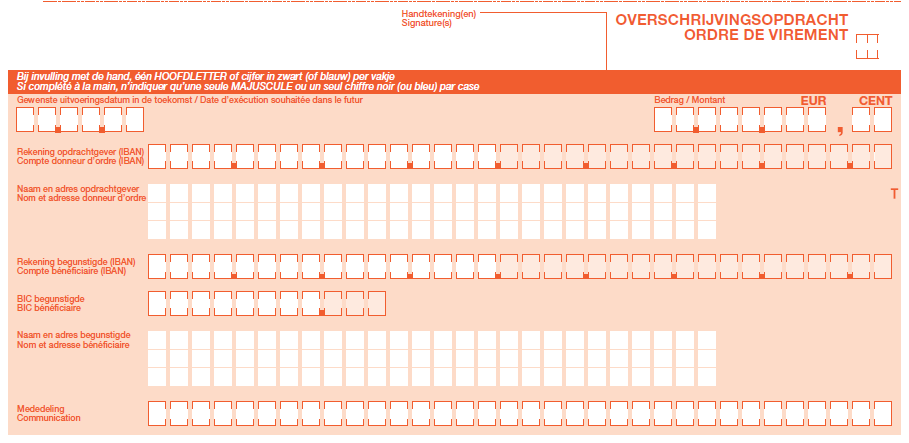 Handtekening(en)
Signature(s)
OVERSCHRIJVINGSOPDRACHT
ORDRE DE VIREMENT
Bij invulling met de hand, één HOOFDLETTER of cijfer in zwart (of blauw) per vakje
Si complété à la main, n'indiquer qu'une seule MAJUSCULE ou un seul chiffre noir (ou bleu) par case
Gewenste uitvoeringsdatum in de toekomst / Date d'exécution souhaitée dans le futur
Bedrag / Montant EUR CENT
,
Rekening opdrachtgever (IBAN)
Compte donneur d'ordre (IBAN)
Naam en adres opdrachtgever
Nom et adresse donneur d'ordre
T
Rekening begunstigde (IBAN)
Compte bénéficiaire (IBAN)
BIC begunstigde
BIC bénéficiaire
Naam en adres begunstigde
Nom et adresse bénéficiaire
Mededeling
Communication